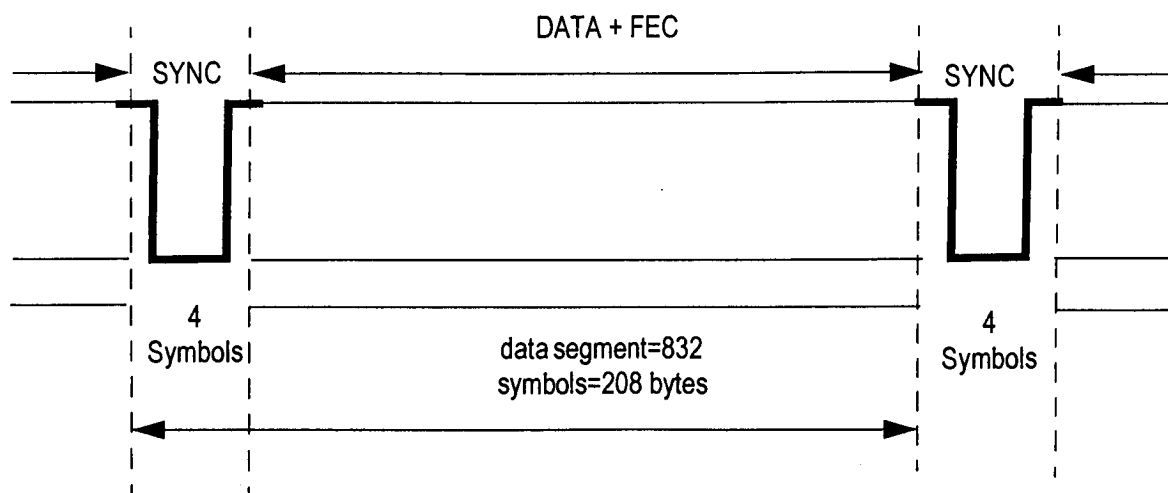 DATA + FEC
SYNC
SYNC
4
Symbols
data segment=832
symbols=208 bytes
4
Symbols